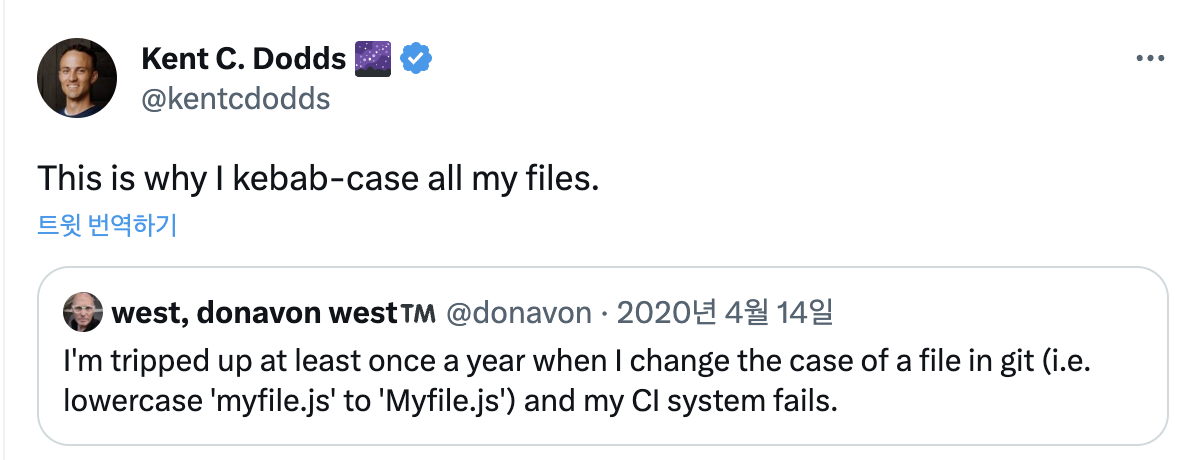 Kent C. Dodds 🌌
@kentcdodds
This is why I kebab-case all my files.
트윗 번역하기
west, donavon west™ @donavon · 2020년 4월 14일
I'm tripped up at least once a year when I change the case of a file in git (i.e.
lowercase 'myfile.js' to 'Myfile.js') and my CI system fails.